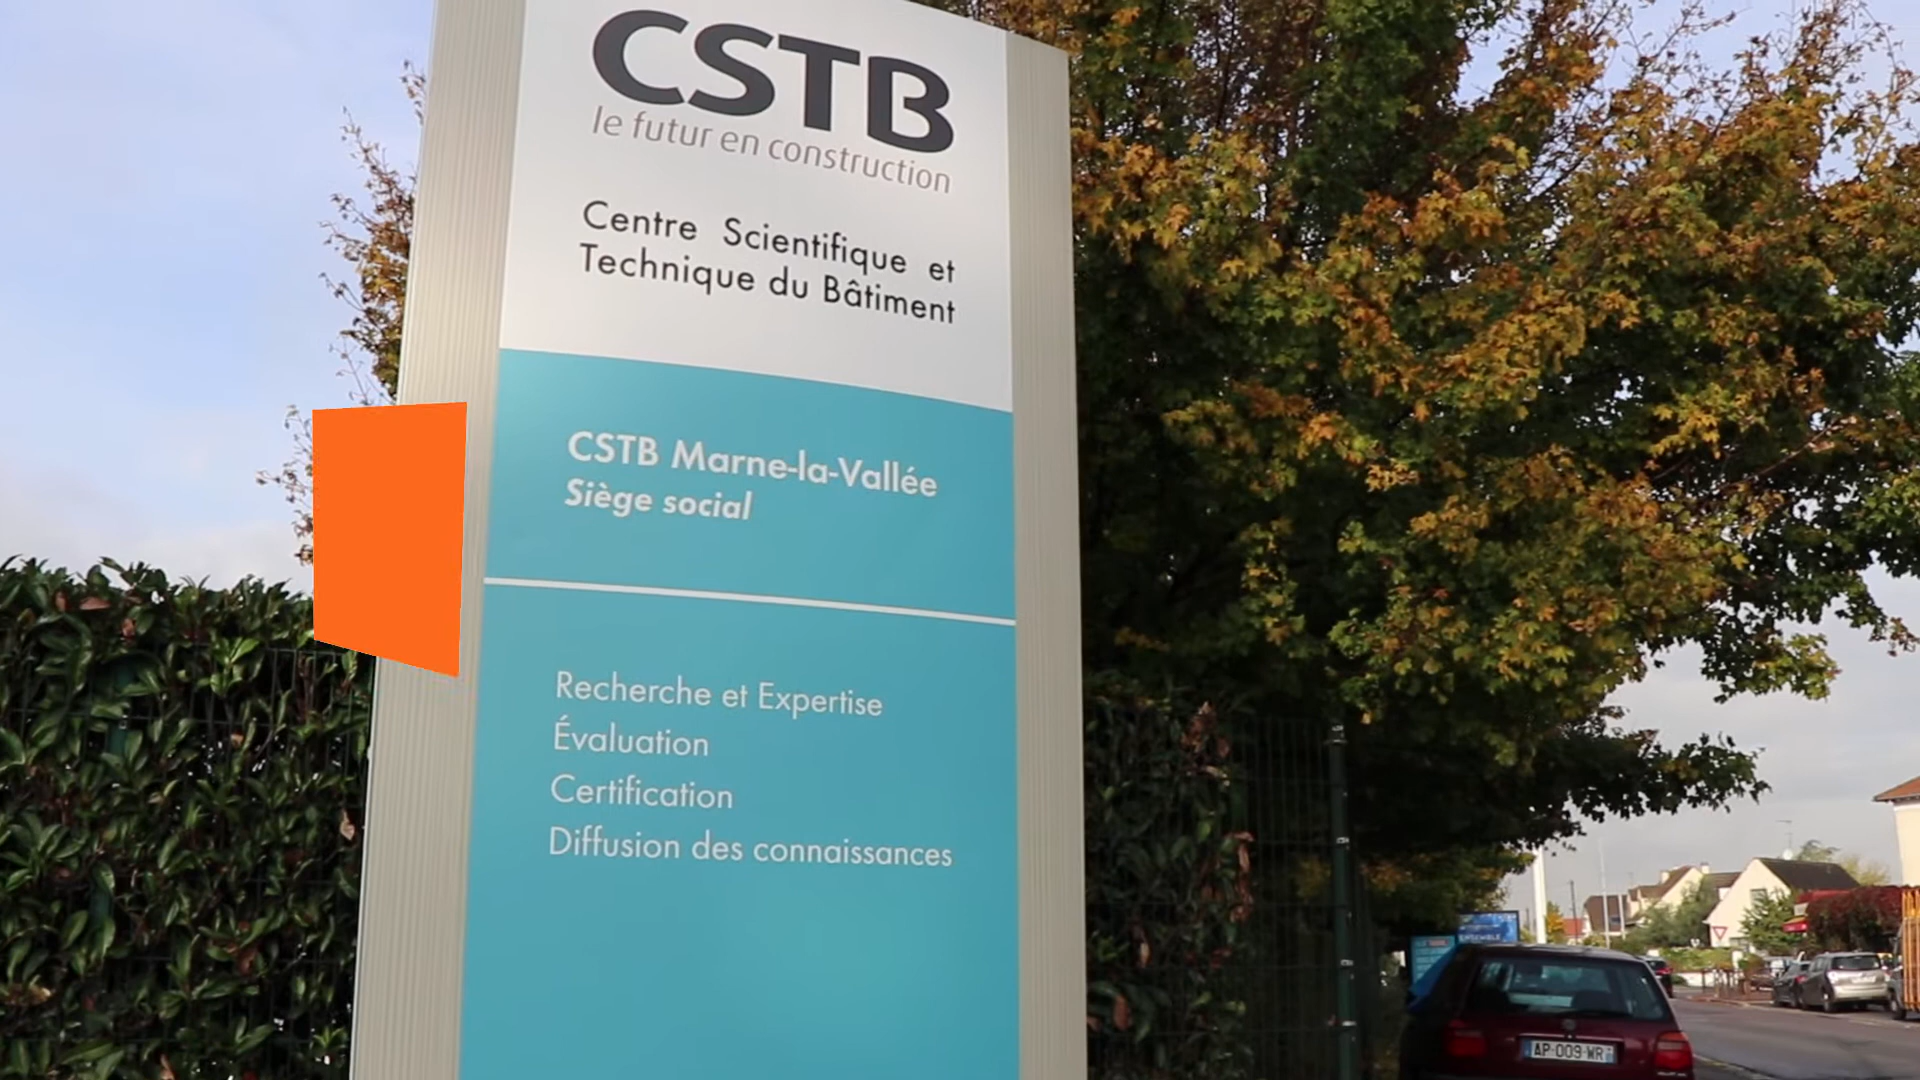 CSTB
le futur en construction
Centre Scientifique et
Technique du Bâtiment
CSTB Marne-la-Vallée
Siège social
Recherche et Expertise
Évaluation
Certification
Diffusion des connaissances
ENSEMBLE
AP-009-WR